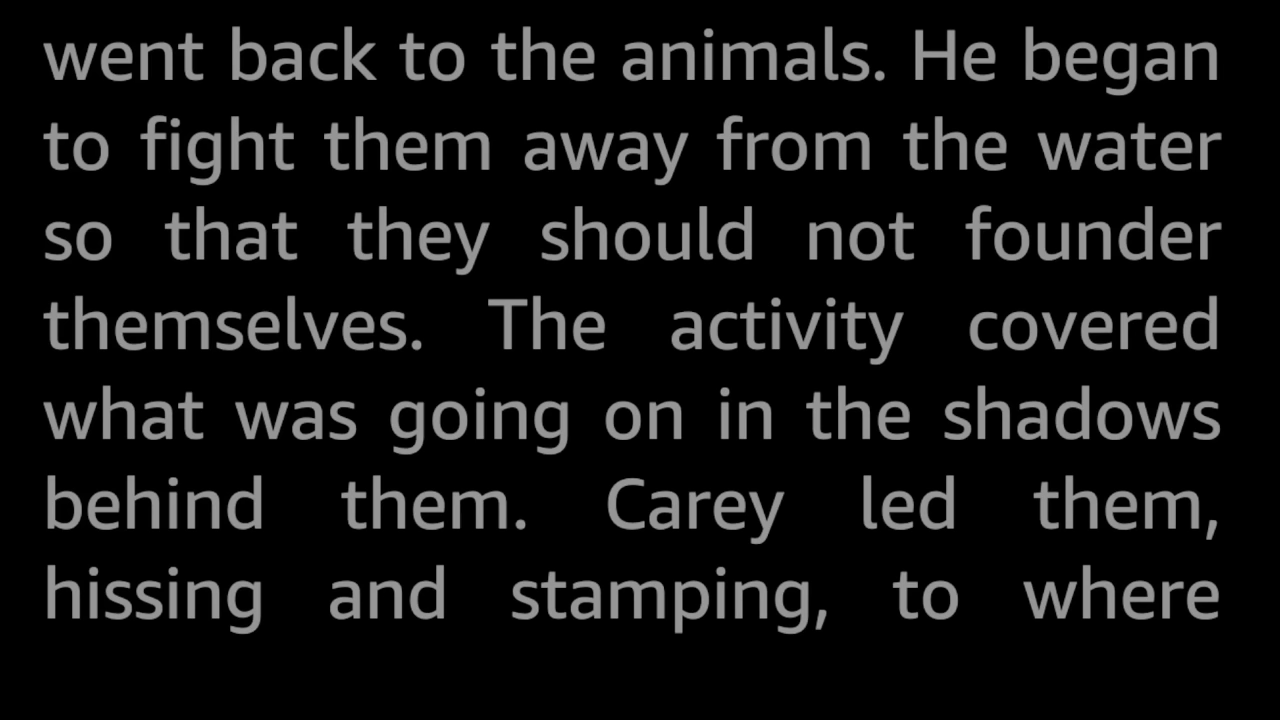 went back to the animals. He began
to fight them away from the water
so that they should not founder
themselves. The activity covered
what was going on in the shadows
behind them. Carey led them,
hissing and stamping, to where